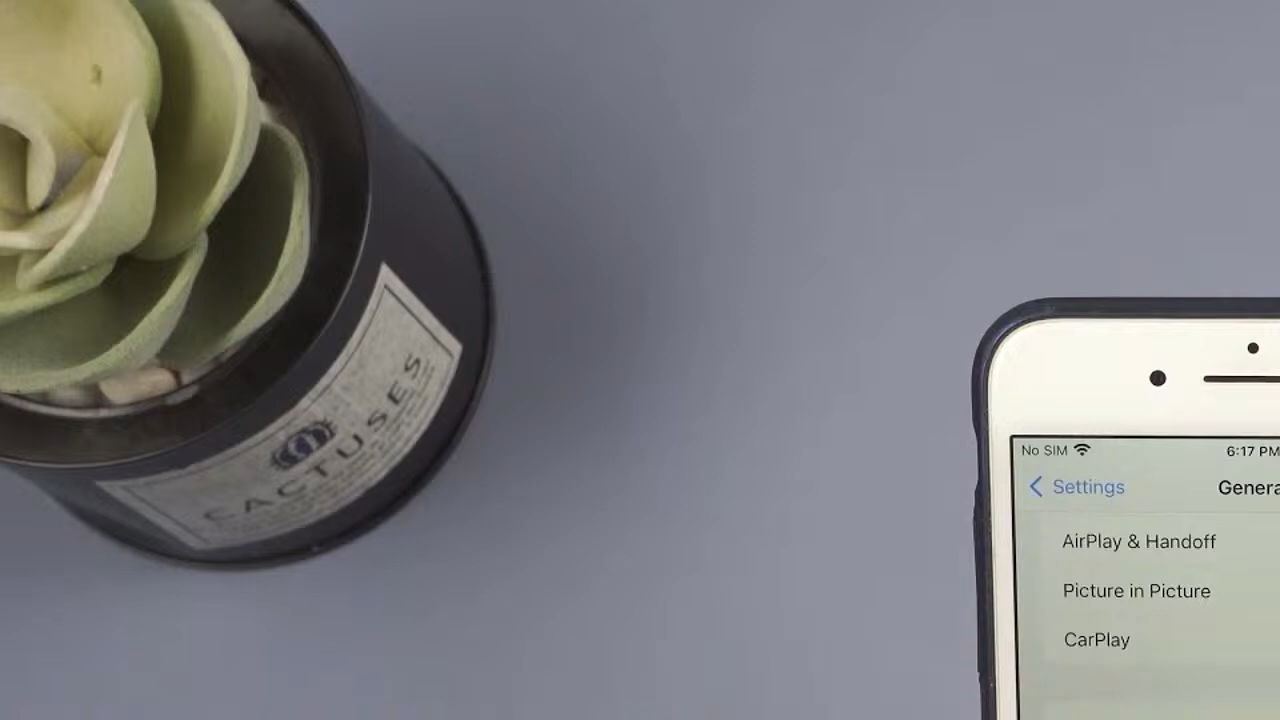 CACTUSES
No SIM
6:17 PM
Settings
Genera
AirPlay & Handoff
Picture in Picture
CarPlay